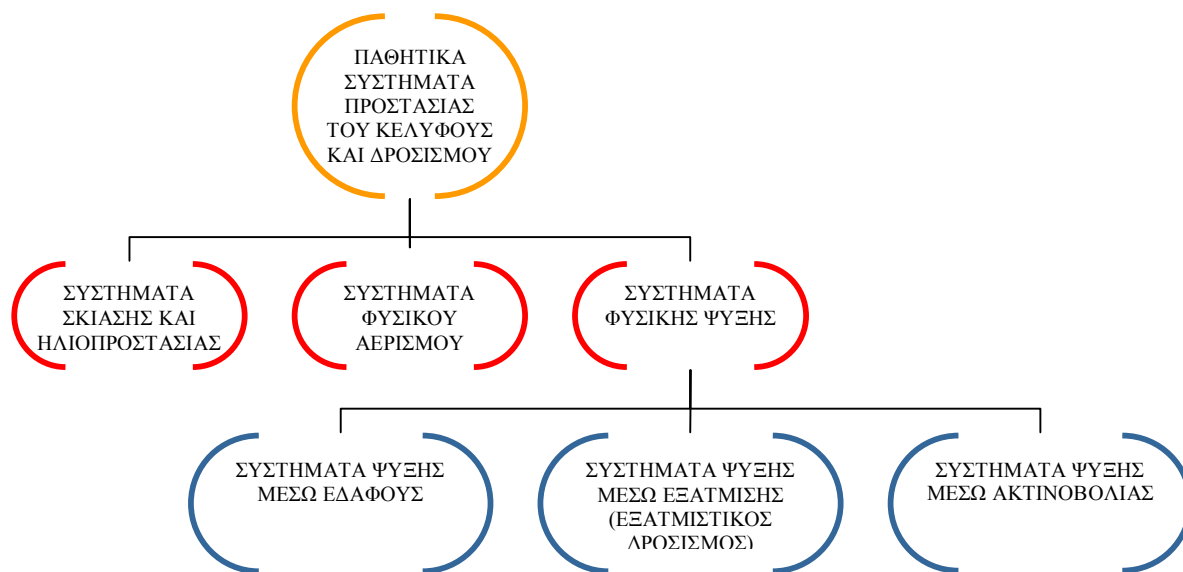 ΠΑΘΗΤΙΚΑ
ΣΥΣΤΗΜΑΤΑ
ΠΡΟΣΤΑΣΙΑΣ
ΤΟΥ ΚΕΛΥΦΟΥΣ
ΚΑΙ ΔΡΟΣΙΣΜΟΥ
ΣΥΣΤΗΜΑΤΑ
ΣΚΙΑΣΗΣ ΚΑΙ
ΗΛΙΟΠΡΟΣΤΑΣΙΑΣ
ΣΥΣΤΗΜΑΤΑ
ΦΥΣΙΚΟΥ
ΑΕΡΙΣΜΟΥ
ΣΥΣΤΗΜΑΤΑ
ΦΥΣΙΚΗΣ ΨΥΞΗΣ
ΣΥΣΤΗΜΑΤΑ ΨΥΞΗΣ
ΜΕΣΩ ΕΔΑΦΟΥΣ
ΣΥΣΤΗΜΑΤΑ ΨΥΞΗΣ
ΜΕΣΩ ΕΞΑΤΜΙΣΗΣ
(ΕΞΑΤΜΙΣΤΙΚΟΣ
ΔΡΟΣΙΣΜΟΣ)
ΣΥΣΤΗΜΑΤΑ ΨΥΞΗΣ
ΜΕΣΩ ΑΚΤΙΝΟΒΟΛΙΑΣ